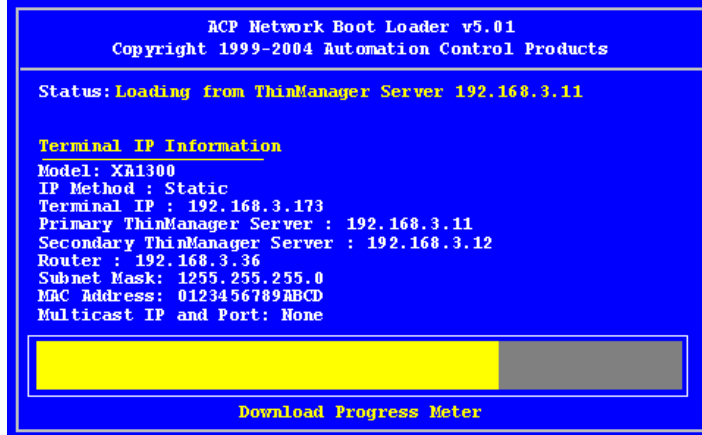 ACP Network Boot Loader v5.01
Copyright 1999-2004 Automation Control Products
Status:Loading from ThinManager Server 192.168.3.11
Terminal IP Information
Model: XA1300
IP Method : Static
Terminal IP : 192.168.3.173
Primary ThinManager Server : 192.168.3.11
Secondary ThinManager Server : 192.168.3.12
Router : 192.168.3.36
Subnet Mask: 1255.255.255.0
MAC Address: 0123456789ABCD
Multicast IP and Port: None
Download Progress Meter